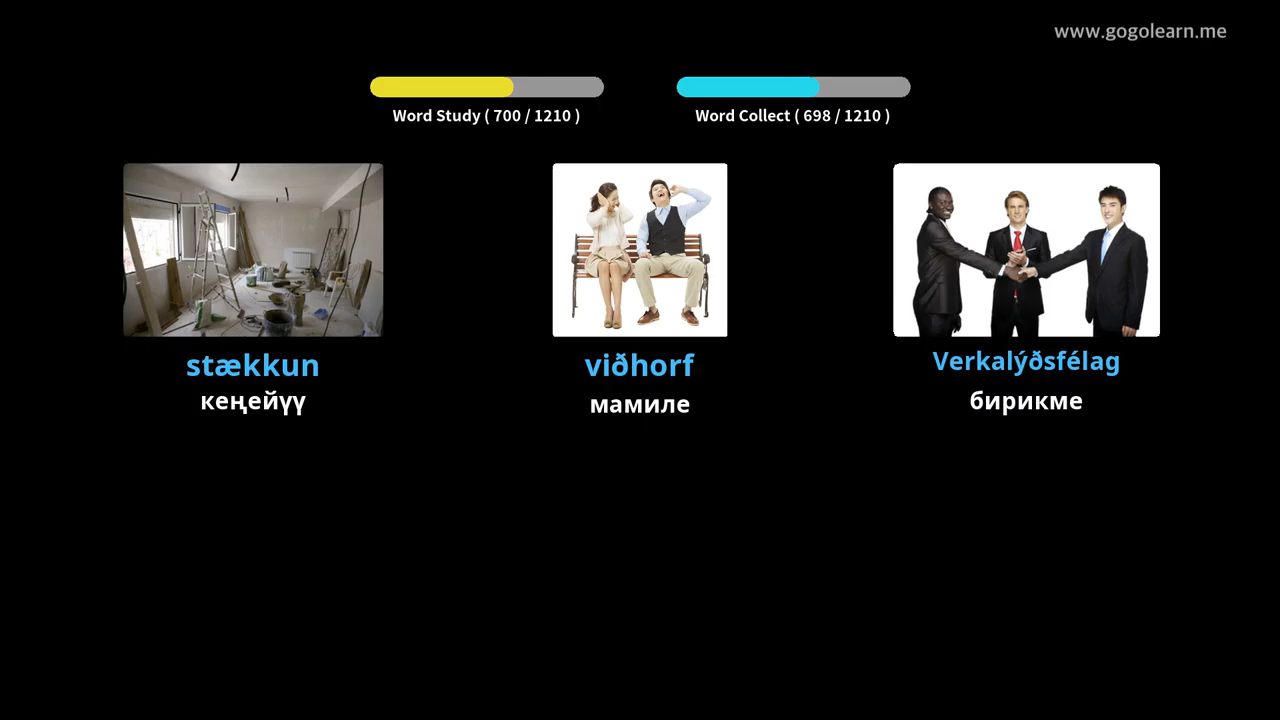 www.gogolearn.me
Word Study ( 700 / 1210 )
Word Collect ( 698 / 1210 )
stækkun
viðhorf
Verkalýðsfélag
кеңейүү
мамиле
бирикме